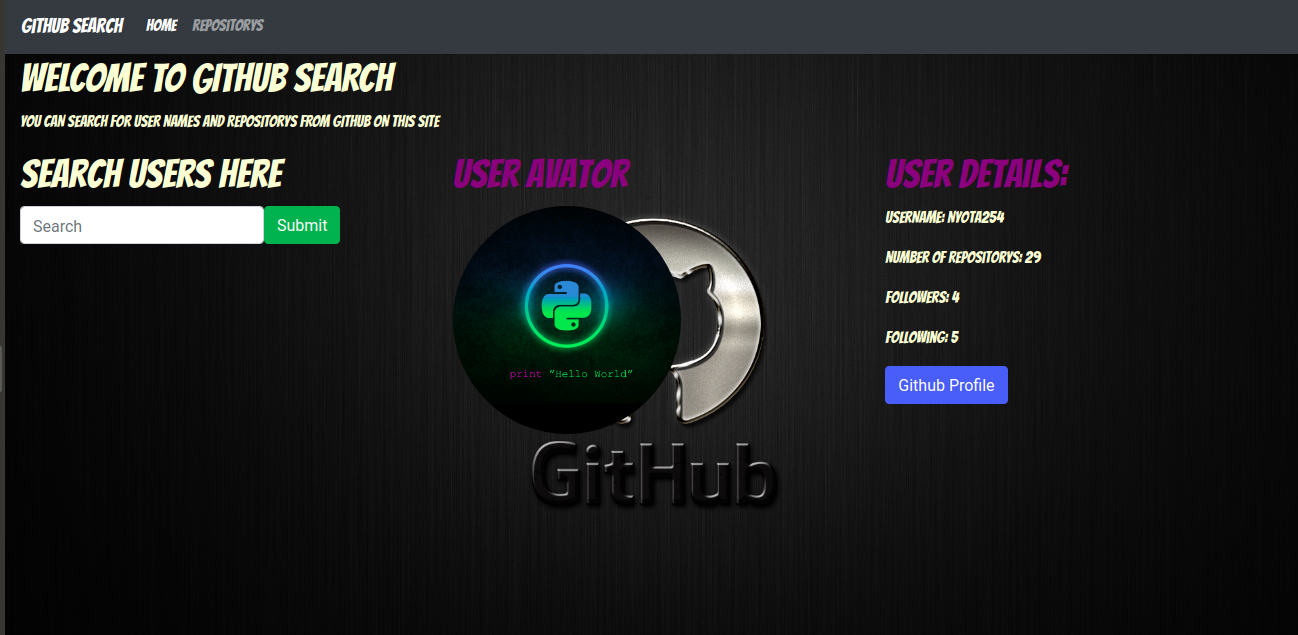 GITHUB SEARCH HOME REPOSITORYS
WELCOME TO GITHUB SEARCH
YOU CAN SEARCH FOR USER NAMES AND REPOSITORYS FROM GITHUB ON THIS SITE
SEARCH USERS HERE
Search Submit
USER AVATOR
print "Hello World"
GitHub
USER DETAILS:
USERNAME: NYOTA254
NUMBER OF REPOSITORYS: 29
FOLLOWERS: 4
FOLLOWING: 5
Github Profile